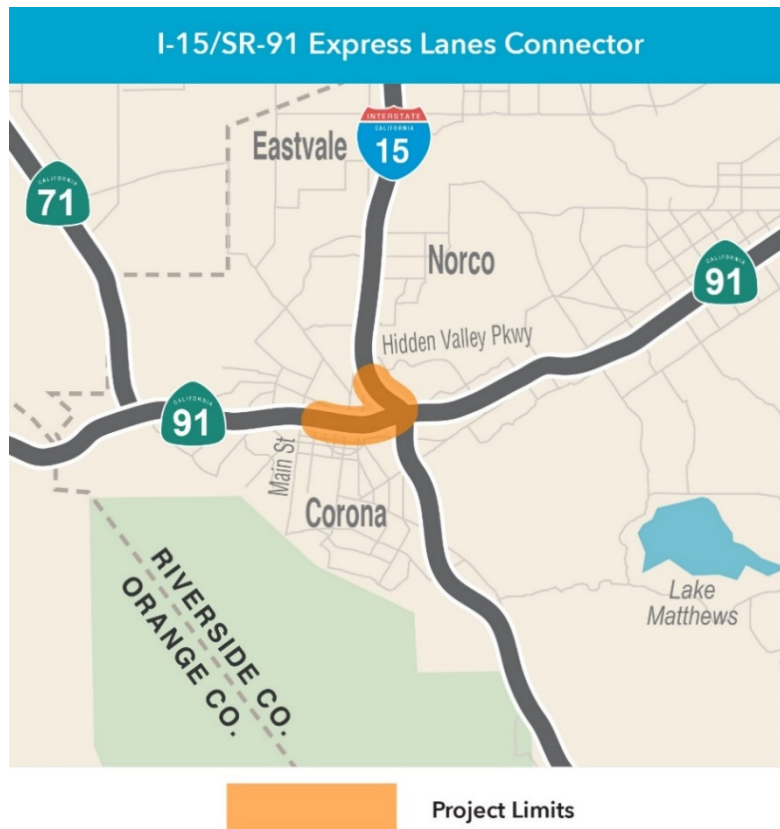 I-15/SR-91 Express Lanes Connector
INTERSTATE
CALIFORNIA
15
Eastvale
CALIFORNIA
71
Norco
CALIFORNIA
91
Hidden Valley Pkwy
CALIFORNIA
91
Main St
Corona
Lake
Matthews
RIVERSIDE CO.
ORANGE CO.
Project Limits